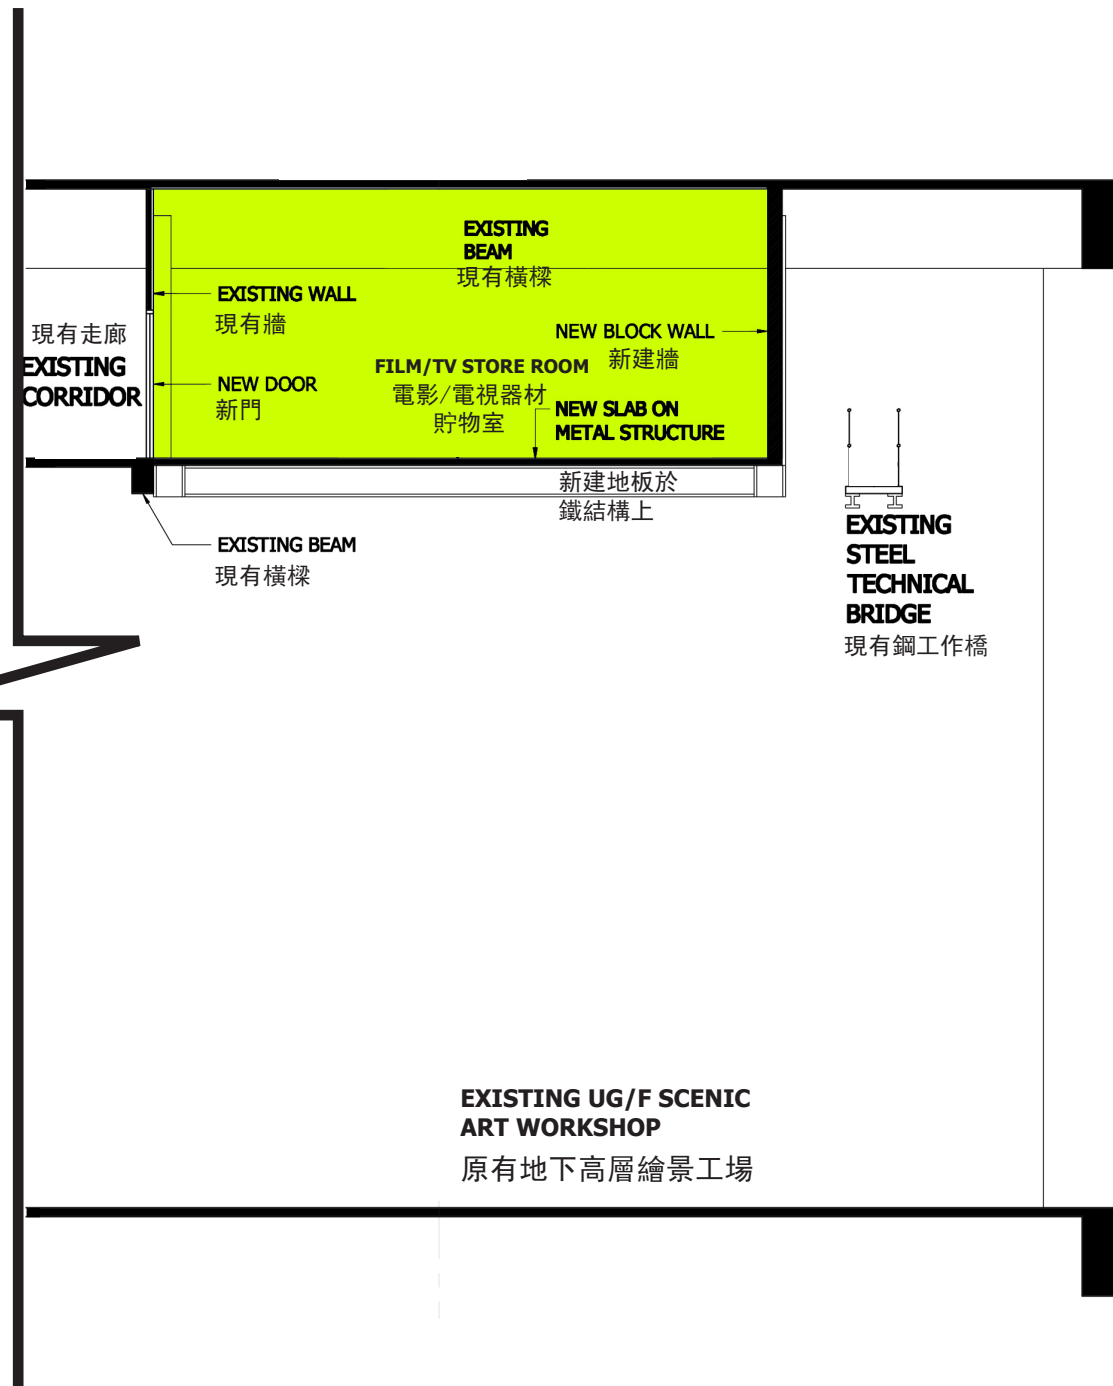 EXISTING
BEAM
現有橫樑
EXISTING WALL
現有牆
現有走廊
EXISTING
CORRIDOR
NEW BLOCK WALL
新建牆
FILM/TV STORE ROOM
電影/電視器材
貯物室
NEW DOOR
新門
NEW SLAB ON
METAL STRUCTURE
新建地板於
鐵結構上
EXISTING BEAM
現有橫樑
EXISTING
STEEL
TECHNICAL
BRIDGE
現有鋼工作橋
EXISTING UG/F SCENIC
ART WORKSHOP
原有地下高層繪景工場